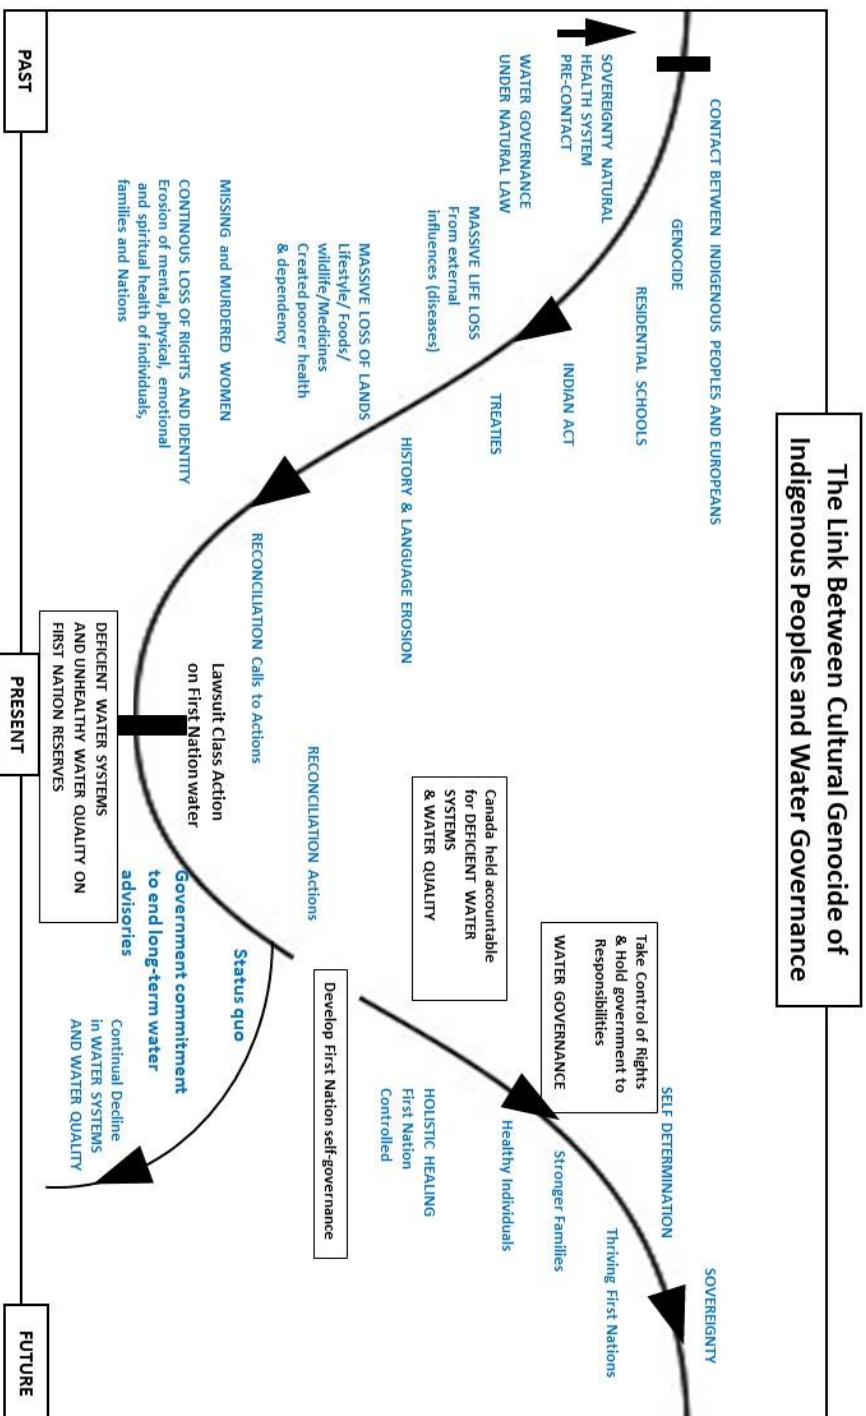 The Link Between Cultural Genocide of
Indigenous Peoples and Water Governance
CONTACT BETWEEN INDIGENOUS PEOPLES AND EUROPEANS
GENOCIDE
RESIDENTIAL SCHOOLS
SOVEREIGNTY NATURAL
HEALTH SYSTEM
PRE-CONTACT
WATER GOVERNANCE
UNDER NATURAL LAW
INDIAN ACT
TREATIES
MASSIVE LIFE LOSS
From external
influences (diseases)
HISTORY & LANGUAGE EROSION
MASSIVE LOSS OF LANDS
Lifestyle/ Foods/
wildlife/Medicines
Created poorer health
& dependency
MISSING and MURDERED WOMEN
CONTINOUS LOSS OF RIGHTS AND IDENTITY
Erosion of mental, physical, emotional
and spiritual health of individuals,
families and Nations
RECONCILIATION Calls to Actions
Lawsuit Class Action
on First Nation water
DEFICIENT WATER SYSTEMS
AND UNHEALTHY WATER QUALITY ON
FIRST NATION RESERVES
RECONCILIATION Actions
Canada held accountable
for DEFICIENT WATER
SYSTEMS
& WATER QUALITY
Take Control of Rights
& Hold government to
Responsibilities
WATER GOVERNANCE
Develop First Nation self-governance
Status quo
Government commitment
to end long-term water
advisories
Continual Decline
in WATER SYSTEMS
AND WATER QUALITY
SELF DETERMINATION
SOVEREIGNTY
Thriving First Nations
Stronger Families
Healthy Individuals
HOLISTIC HEALING
First Nation
Controlled
PAST
PRESENT
FUTURE